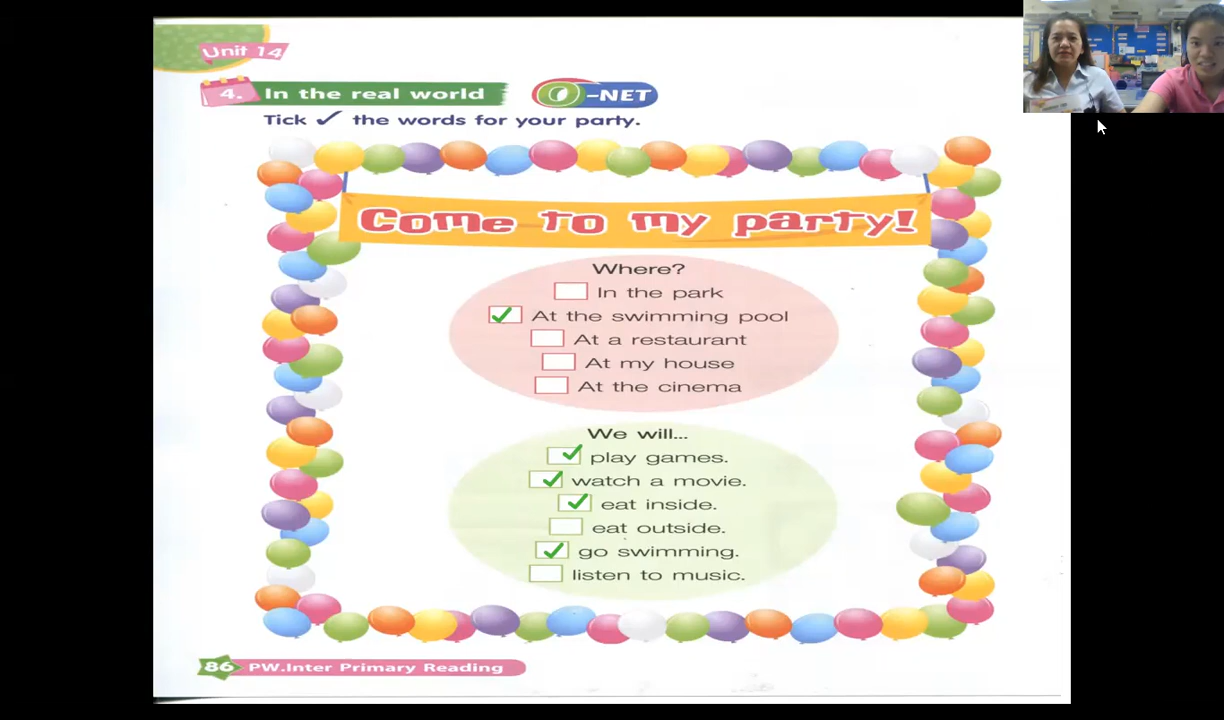 Unit 14
4. In the real world
O-NET
Tick ✓ the words for your party.
Come to my party!
Where?
In the park
At the swimming pool
At a restaurant
At my house
At the cinema
We will...
play games.
watch a movie.
eat inside.
eat outside.
go swimming.
listen to music.
86 PW.Inter Primary Reading